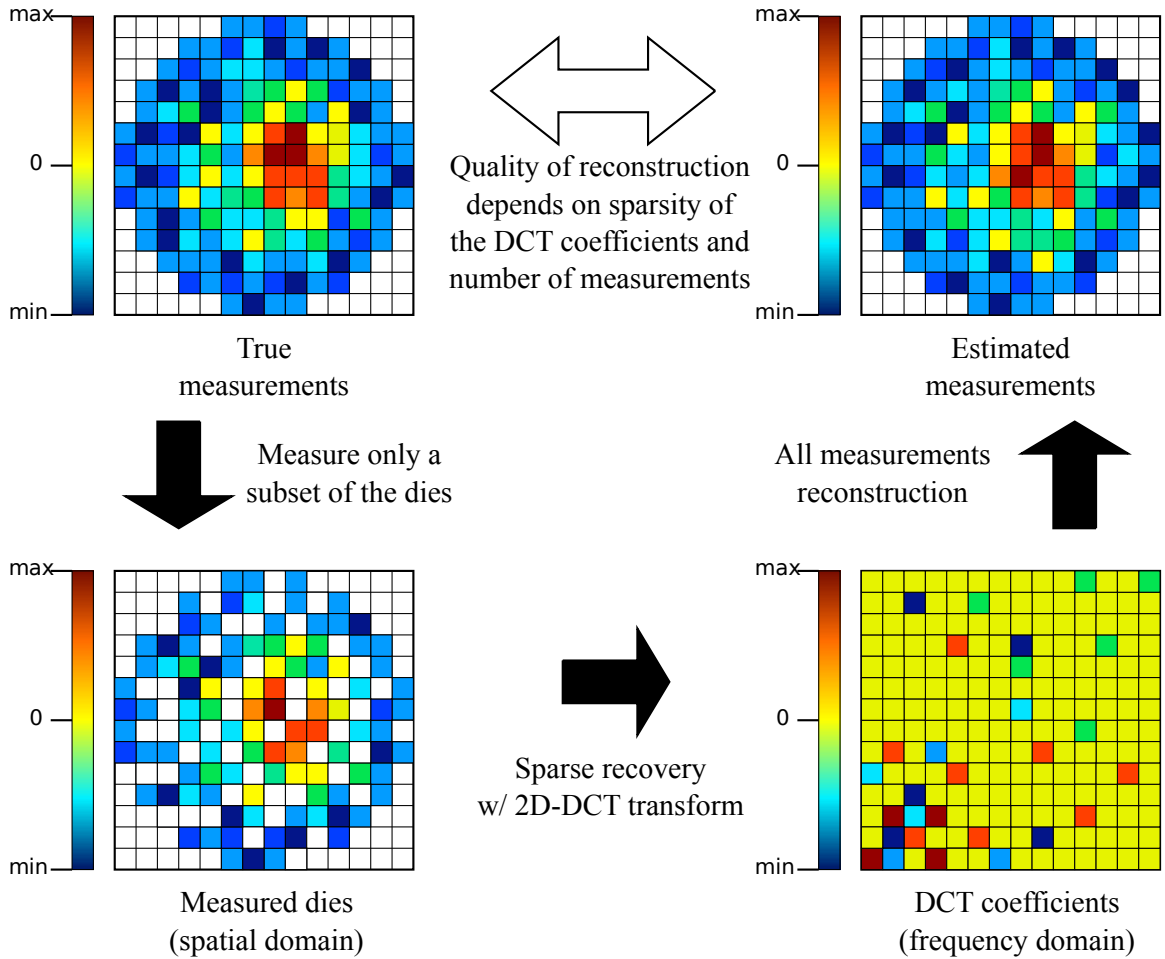 max
0
min
True
measurements
Quality of reconstruction
depends on sparsity of
the DCT coefficients and
number of measurements
max
0
min
Estimated
measurements
Measure only a
subset of the dies
All measurements
reconstruction
max
0
min
Measured dies
(spatial domain)
Sparse recovery
w/ 2D-DCT transform
max
0
min
DCT coefficients
(frequency domain)